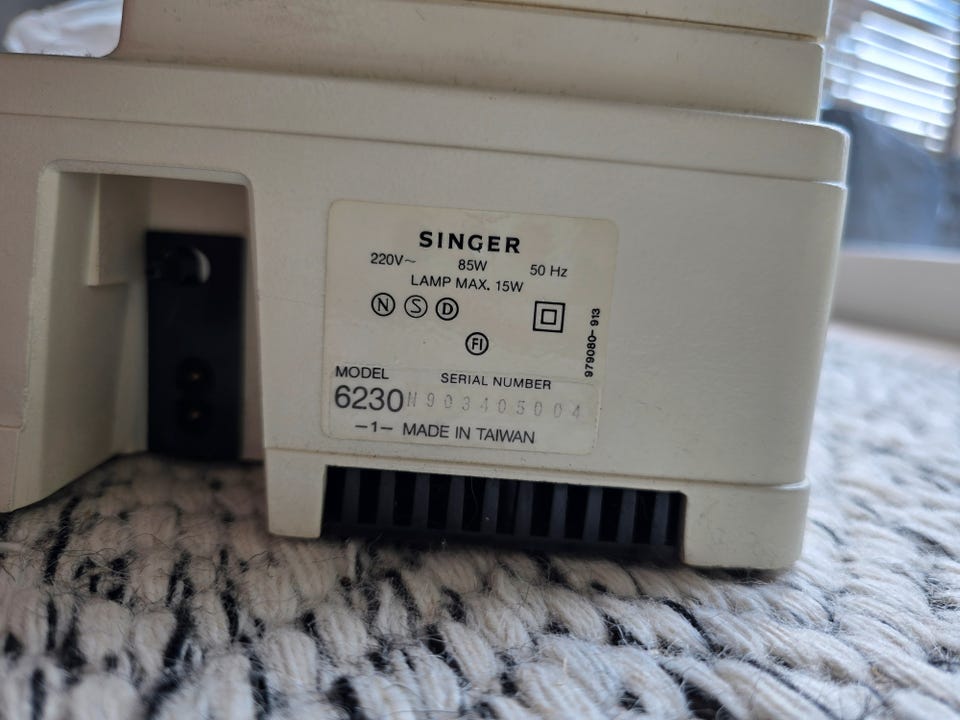 SINGER
220V~ 85W 50 Hz
LAMP MAX. 15W
N S D
FI
979080-913
MODEL SERIAL NUMBER
6230 N903405004
-1- MADE IN TAIWAN